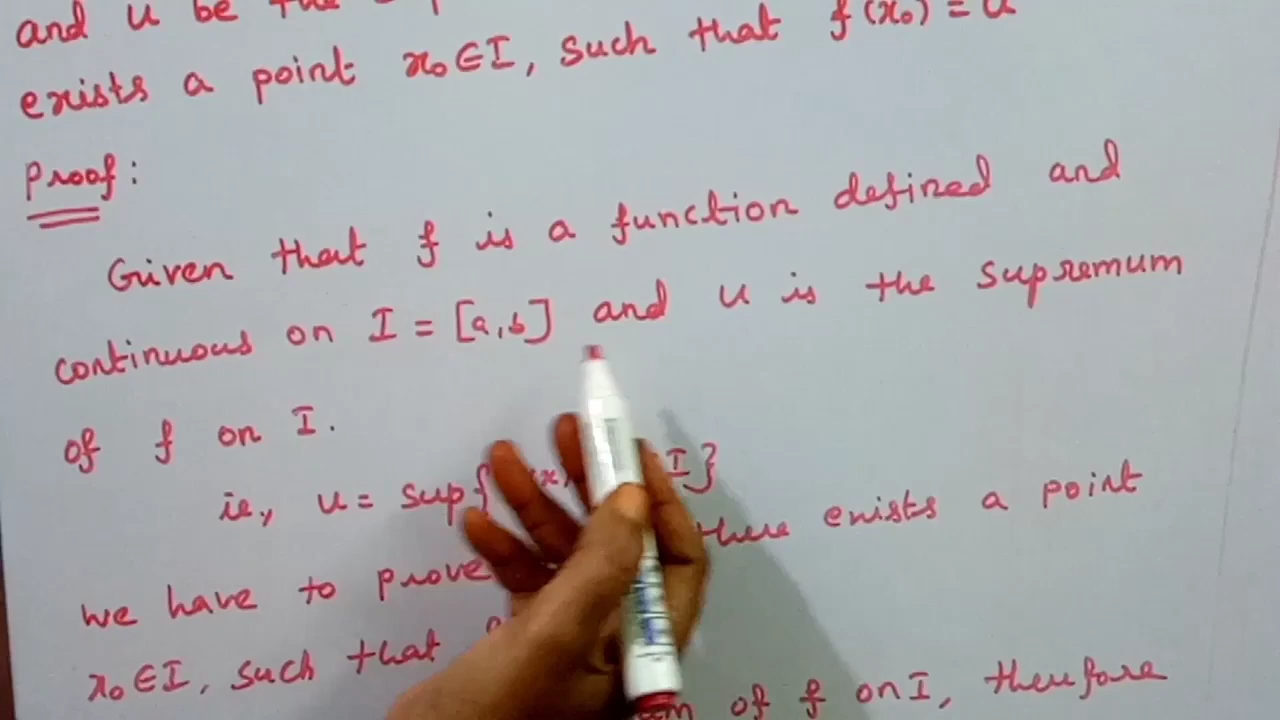 and u be the
exists a point x₀∈I, such that f(x₀) = u
Proof:
Given that f is a function defined and
continuous on I = [a,b] and u is the supremum
of f on I.
ie, u = sup{ (x) I}
we have to prove there exists a point
x₀∈I, such that
of f on I, therefore